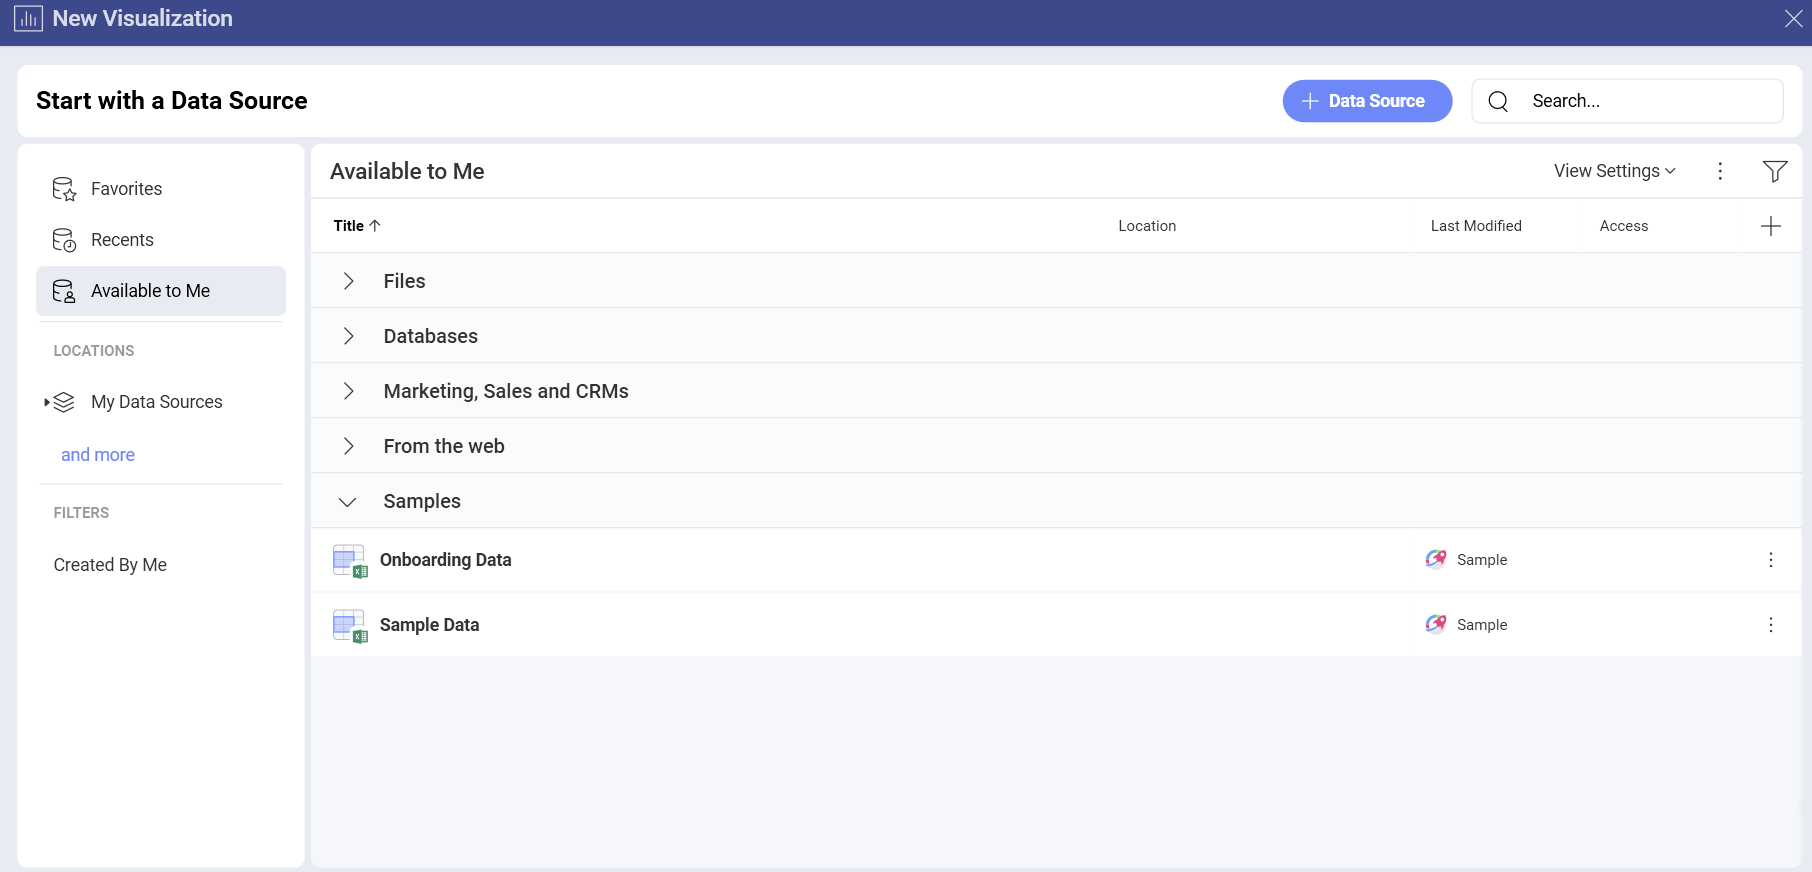 New Visualization
Start with a Data Source
Data Source
Search...
Favorites
Recents
Available to Me
LOCATIONS
My Data Sources
and more
FILTERS
Created By Me
Available to Me
View Settings
Title
Location
Last Modified
Access
Files
Databases
Marketing, Sales and CRMs
From the web
Samples
Onboarding Data
Sample
Sample Data
Sample